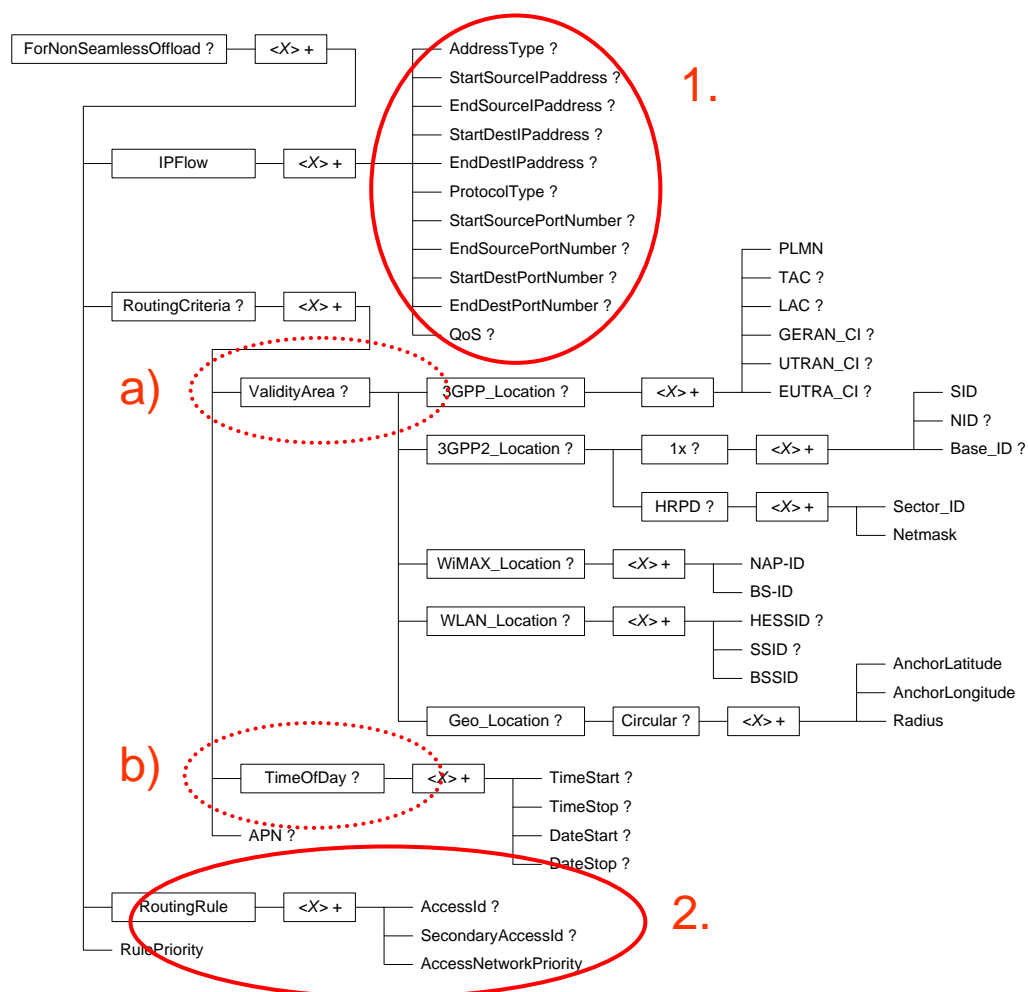 ForNonSeamlessOffload ?
<X> +
AddressType ?
StartSourceIPaddress ?
1.
EndSourceIPaddress ?
StartDestIPaddress ?
IPFlow
<X> +
EndDestIPaddress ?
ProtocolType ?
StartSourcePortNumber ?
EndSourcePortNumber ?
PLMN
StartDestPortNumber ?
TAC ?
RoutingCriteria ?
<X> +
EndDestPortNumber ?
LAC ?
QoS ?
GERAN_CI ?
UTRAN_CI ?
a)
ValidityArea ?
3GPP_Location ?
<X> +
EUTRA_CI ?
SID
NID ?
3GPP2_Location ?
1x ?
<X> +
Base_ID ?
HRPD ?
<X> +
Sector_ID
Netmask
WiMAX_Location ?
<X> +
NAP-ID
BS-ID
WLAN_Location ?
<X> +
HESSID ?
SSID ?
BSSID
AnchorLatitude
AnchorLongitude
Geo_Location ?
Circular ?
<X> +
Radius
b)
TimeOfDay ?
<X> +
TimeStart ?
TimeStop ?
APN ?
DateStart ?
DateStop ?
RoutingRule
<X> +
AccessId ?
2.
SecondaryAccessId ?
RulePriority
AccessNetworkPriority